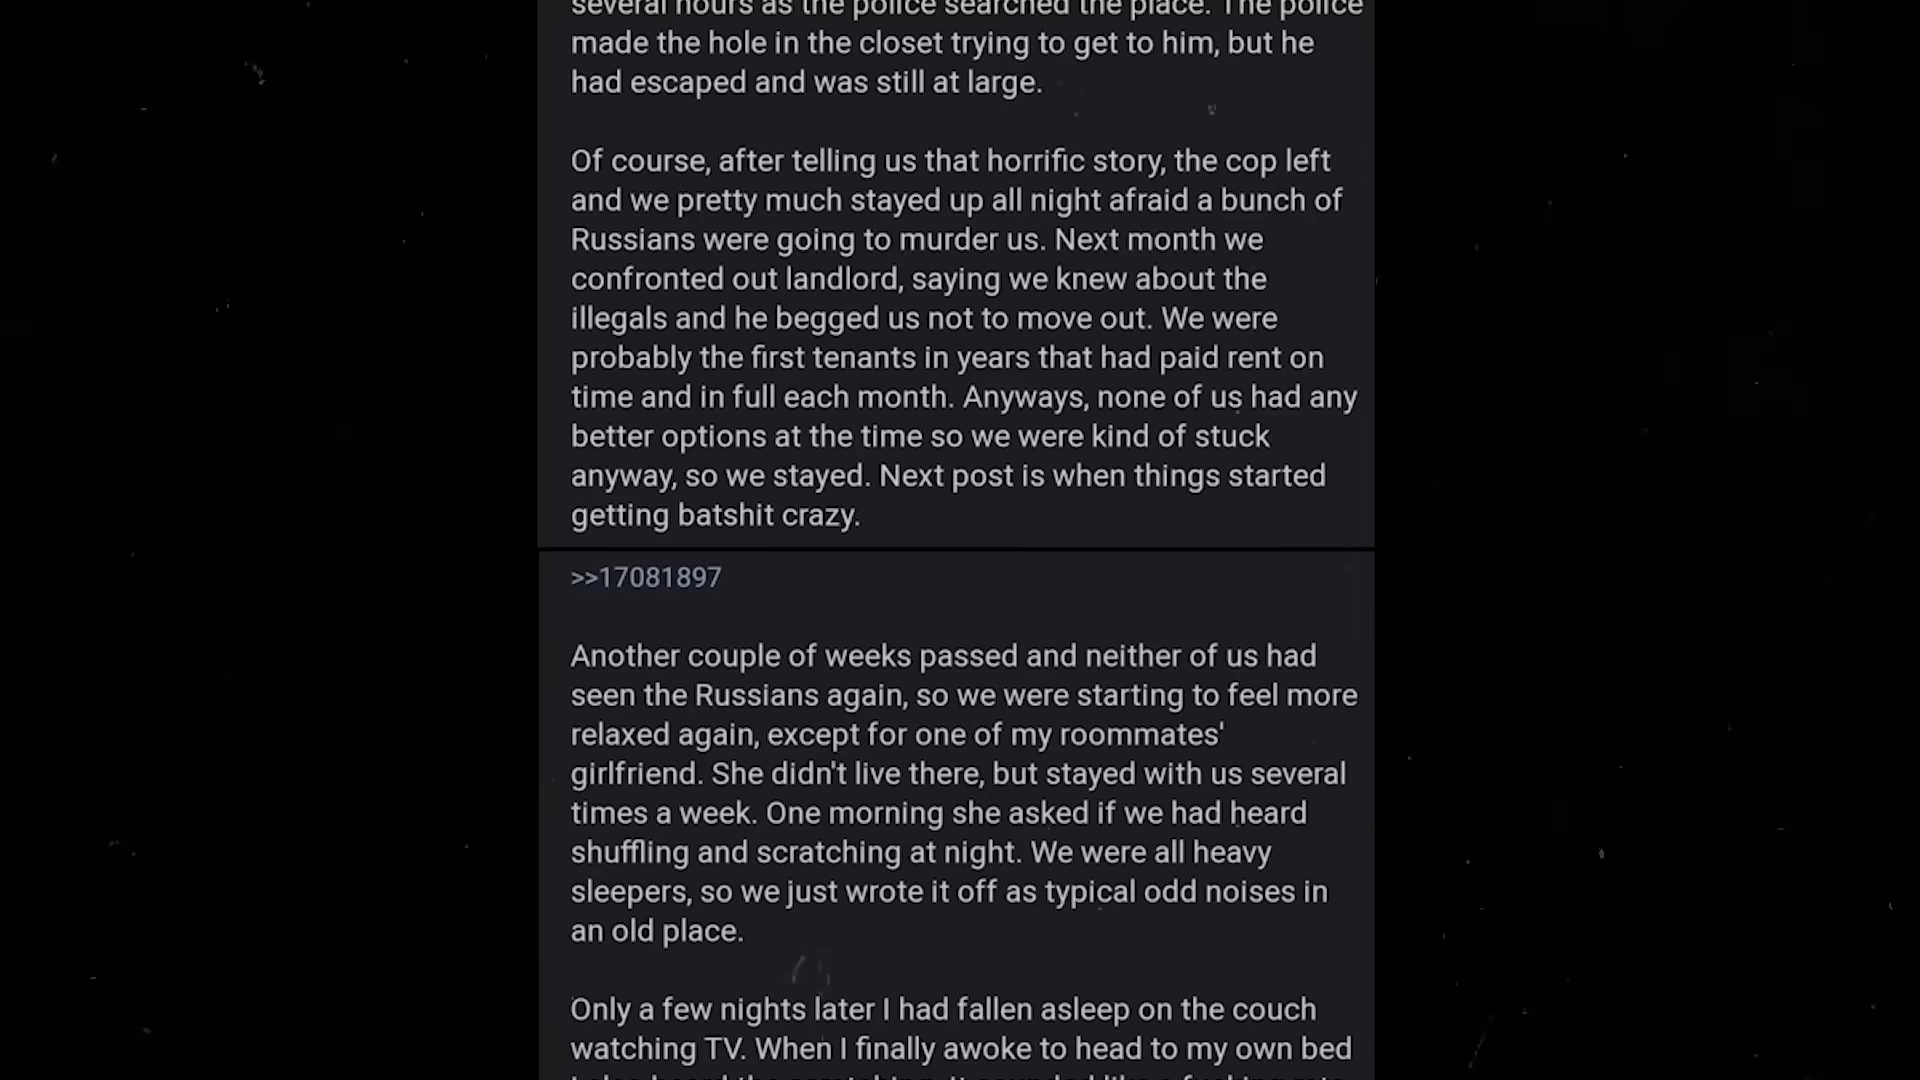 several hours as the police searched the place. The police
made the hole in the closet trying to get to him, but he
had escaped and was still at large.
Of course, after telling us that horrific story, the cop left
and we pretty much stayed up all night afraid a bunch of
Russians were going to murder us. Next month we
confronted out landlord, saying we knew about the
illegals and he begged us not to move out. We were
probably the first tenants in years that had paid rent on
time and in full each month. Anyways, none of us had any
better options at the time so we were kind of stuck
anyway, so we stayed. Next post is when things started
getting batshit crazy.
>>17081897
Another couple of weeks passed and neither of us had
seen the Russians again, so we were starting to feel more
relaxed again, except for one of my roommates'
girlfriend. She didn't live there, but stayed with us several
times a week. One morning she asked if we had heard
shuffling and scratching at night. We were all heavy
sleepers, so we just wrote it off as typical odd noises in
an old place.
Only a few nights later I had fallen asleep on the couch
watching TV. When I finally awoke to head to my own bed